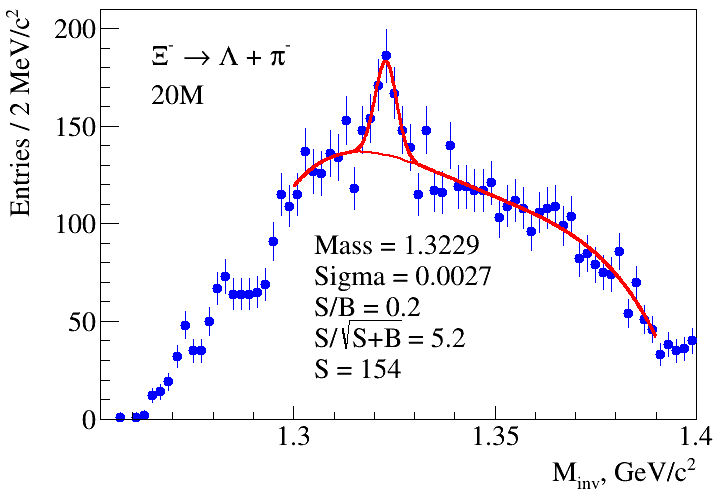 Entries / 2 MeV/c²
200
150
100
50
0
Ξ⁻ → Λ + π⁻
20M
Mass = 1.3229
Sigma = 0.0027
S/B = 0.2
S/√S+B = 5.2
S = 154
1.3 1.35 1.4
M_inv, GeV/c²